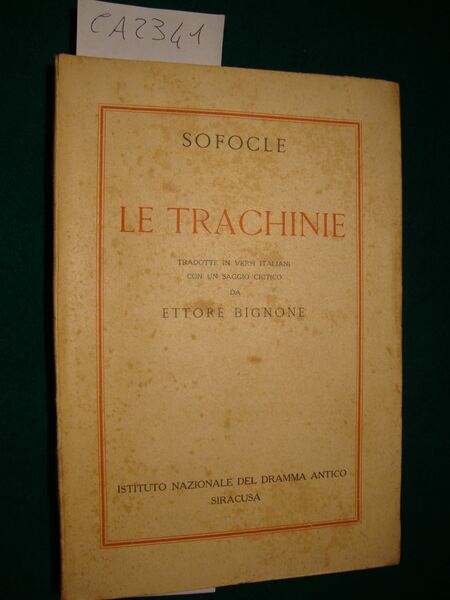 CA2341
SOFOCLE
LE TRACHINIE
TRADOTTE IN VERSI ITALIANI
CON UN SAGGIO CRITICO
DA
ETTORE BIGNONE
ISTITUTO NAZIONALE DEL DRAMMA ANTICO
SIRACUSA